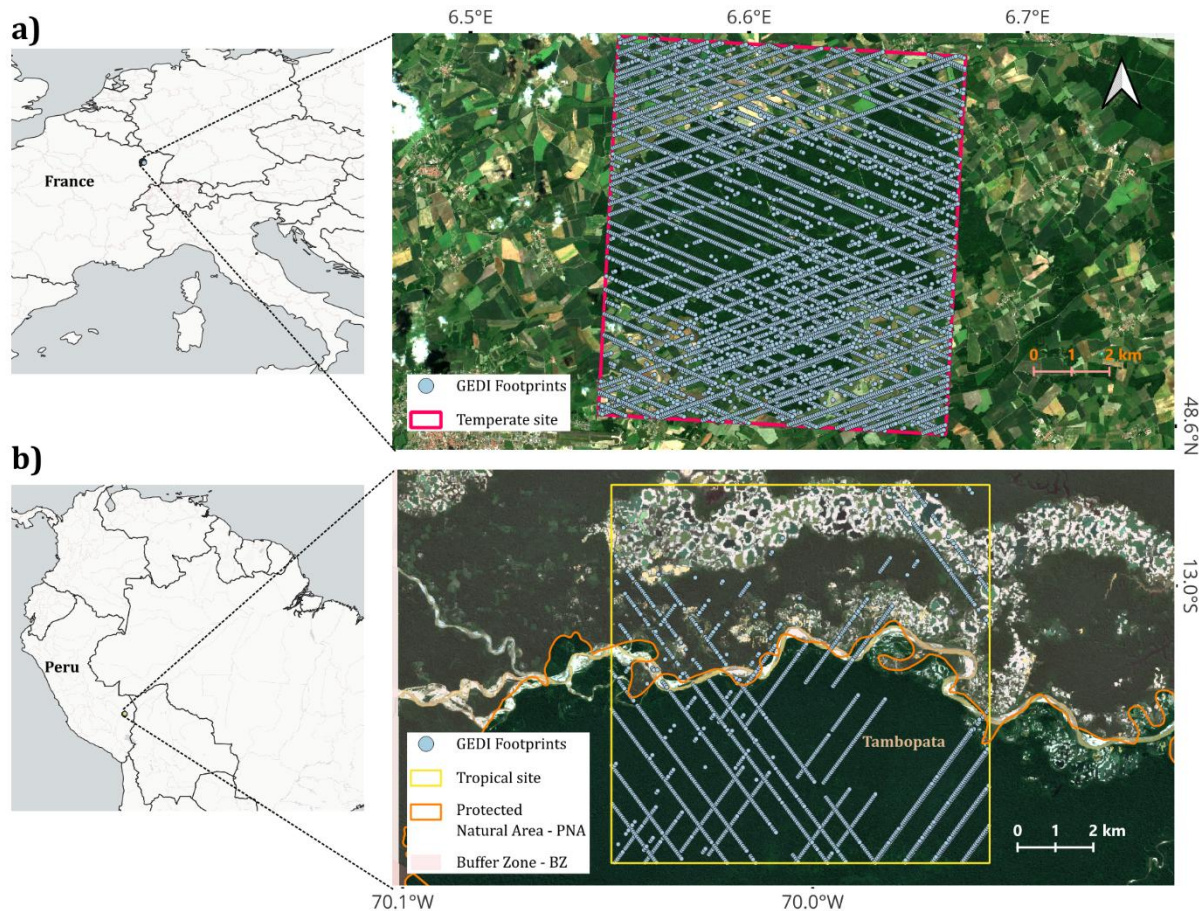 a)
6.5°E
6.6°E
6.7°E
France
GEDI Footprints
Temperate site
0 1 2 km
48.6°N
b)
Peru
Tambopata
GEDI Footprints
Tropical site
Protected
Natural Area - PNA
Buffer Zone - BZ
0 1 2 km
13.0°S
70.1°W
70.0°W